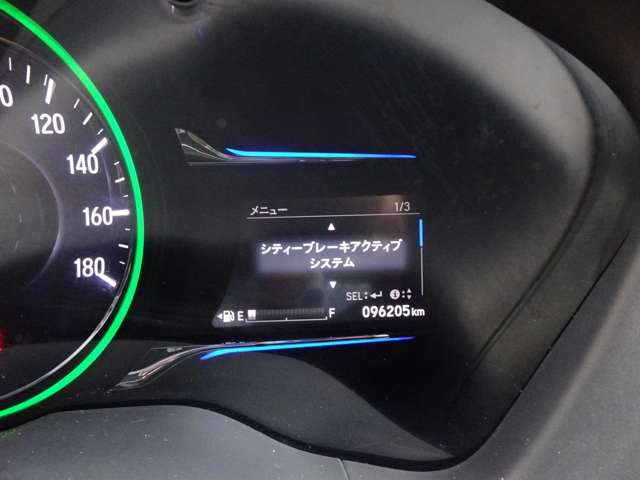 0
120
140
160
180
メニュー 1/3
シティーブレーキアクティブ
システム
SEL:↵ i:
E F 096205km